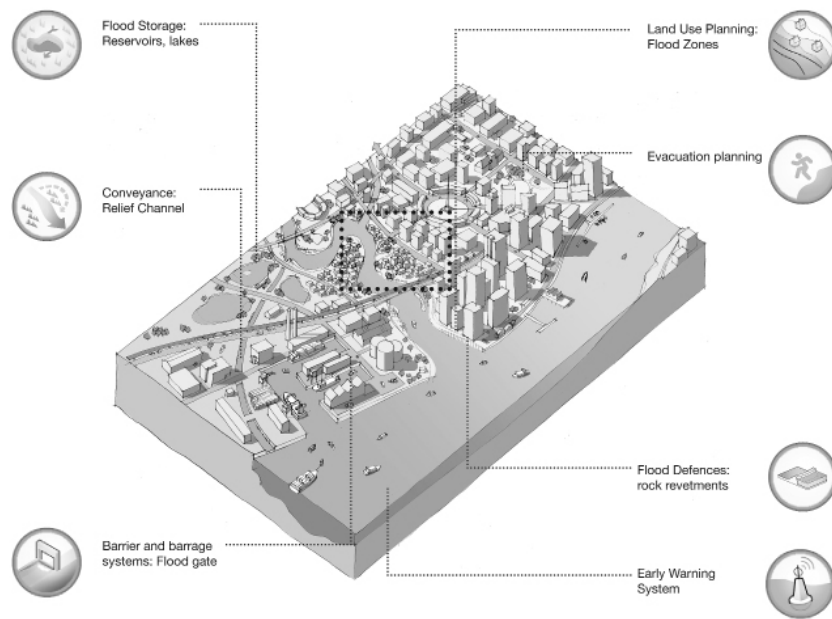 Flood Storage:
Reservoirs, lakes
Land Use Planning:
Flood Zones
Evacuation planning
Conveyance:
Relief Channel
Flood Defences:
rock revetments
Barrier and barrage
systems: Flood gate
Early Warning
System